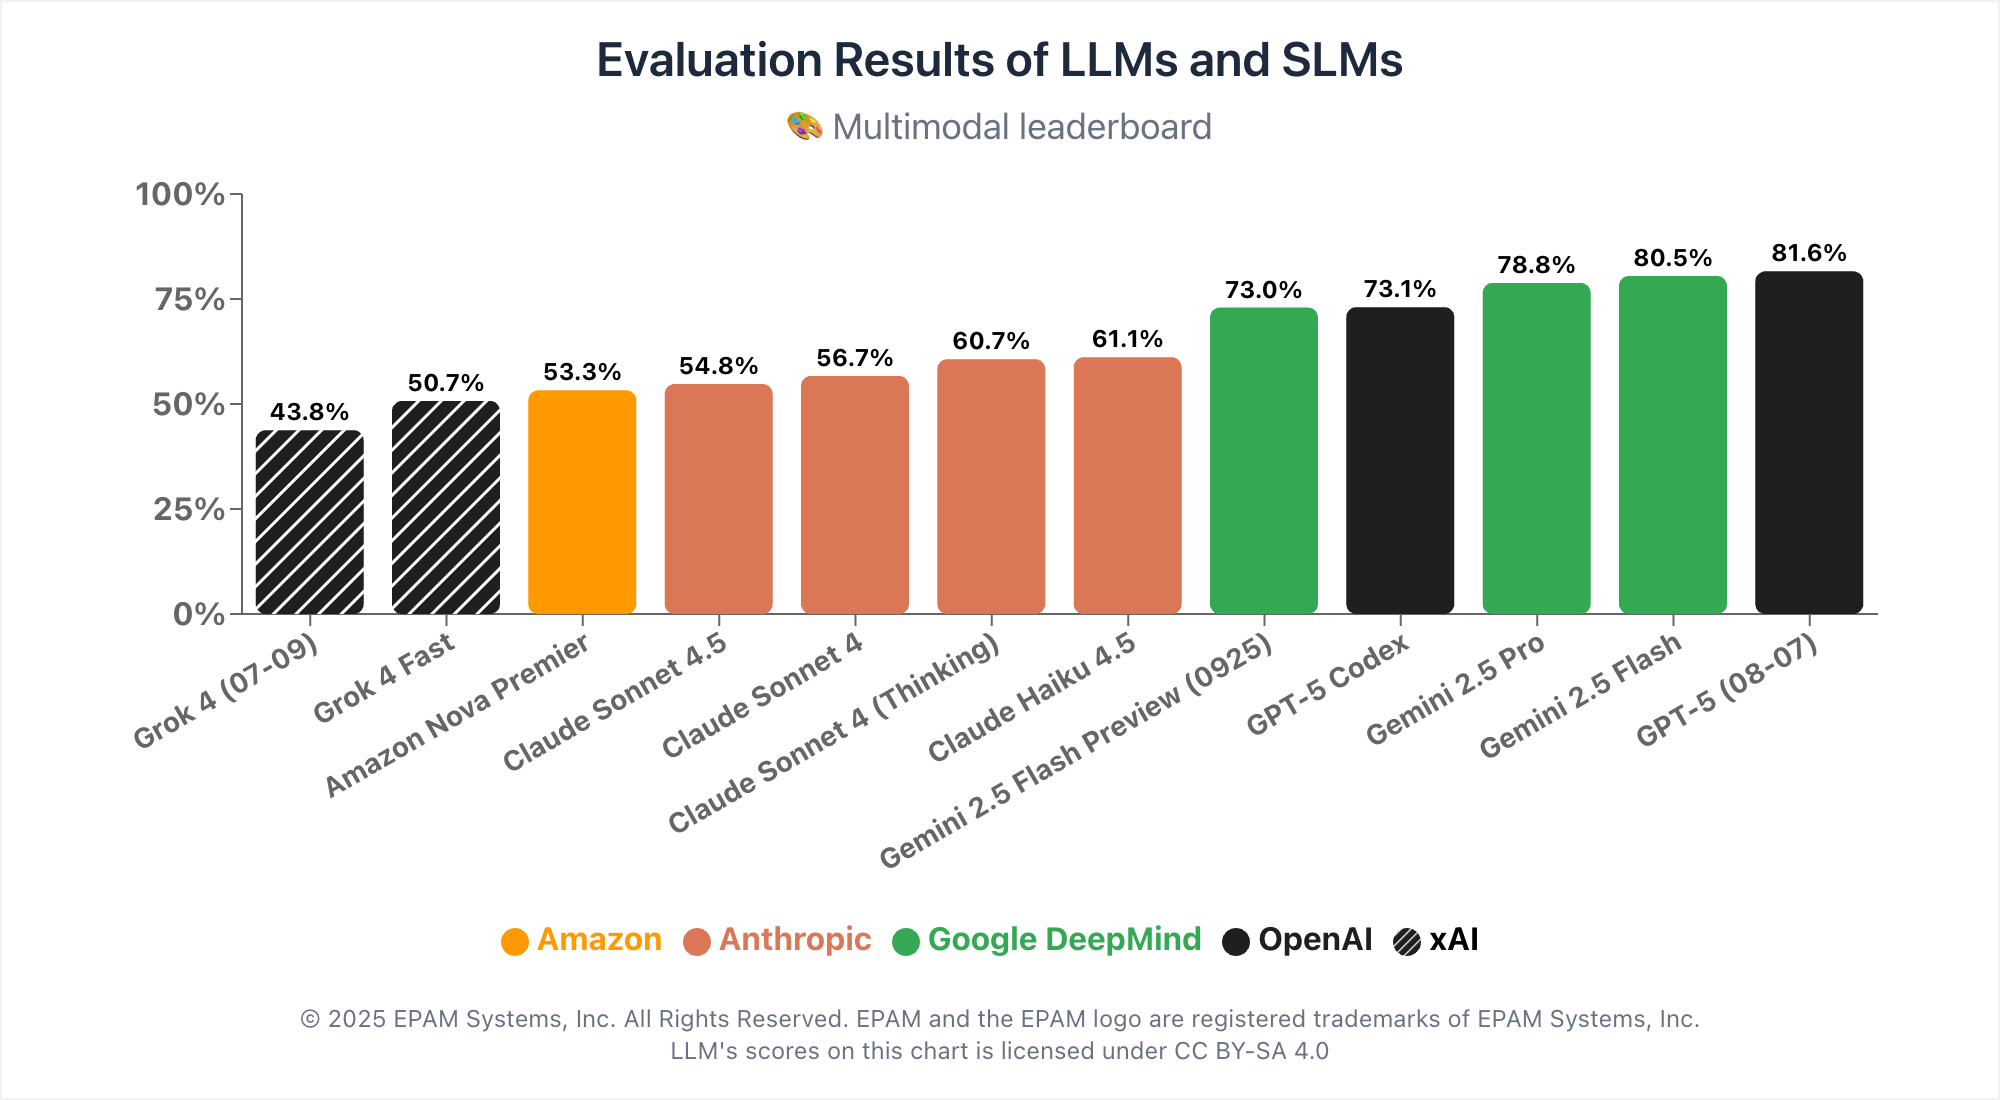 Evaluation Results of LLMs and SLMs
🎨 Multimodal leaderboard
100%
75%
50%
25%
0%
43.8%
50.7%
53.3%
54.8%
56.7%
60.7%
61.1%
73.0%
73.1%
78.8%
80.5%
81.6%
Grok 4 (07-09)
Grok 4 Fast
Amazon Nova Premier
Claude Sonnet 4.5
Claude Sonnet 4
Claude Sonnet 4 (Thinking)
Claude Haiku 4.5
Gemini 2.5 Flash Preview (0925)
GPT-5 Codex
Gemini 2.5 Pro
Gemini 2.5 Flash
GPT-5 (08-07)
Amazon Anthropic Google DeepMind OpenAI xAI
© 2025 EPAM Systems, Inc. All Rights Reserved. EPAM and the EPAM logo are registered trademarks of EPAM Systems, Inc.
LLM's scores on this chart is licensed under CC BY-SA 4.0